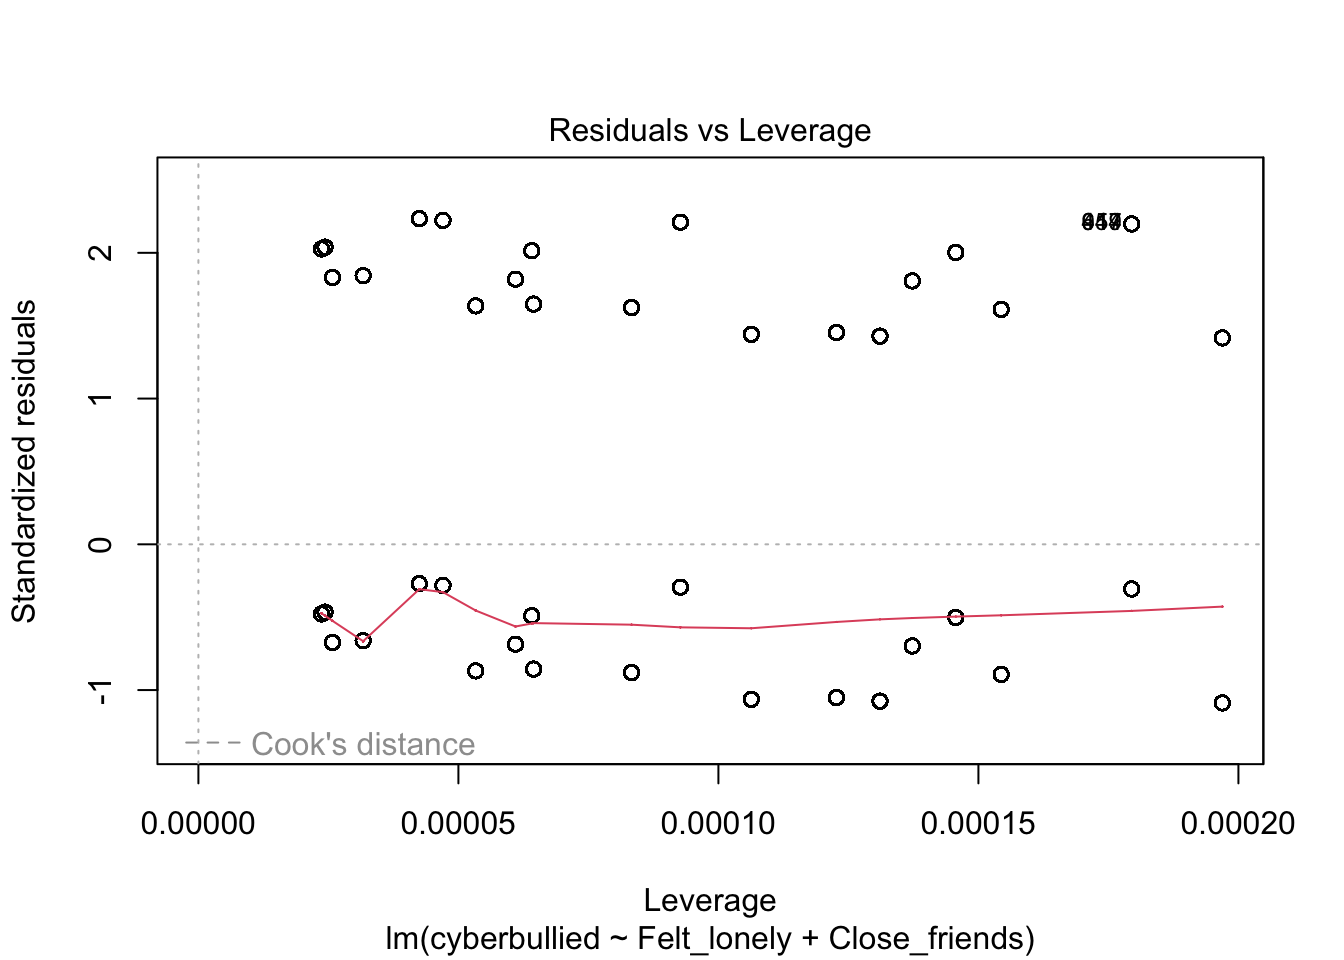 Residuals vs Leverage
Standardized residuals
2
1
0
-1
Cook's distance
0.00000 0.00005 0.00010 0.00015 0.00020
Leverage
lm(cyberbullied ~ Felt_lonely + Close_friends)